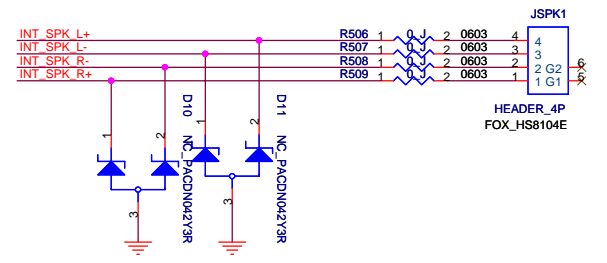 JSPK1
INT_SPK_L+ R506 1 0_J 2 0603 4 4
INT_SPK_L- R507 1 0_J 2 0603 3 3
INT_SPK_R- R508 1 0_J 2 0603 2 2 G2 6
INT_SPK_R+ R509 1 0_J 2 0603 1 1 G1 5
HEADER_4P
FOX_HS8104E
D10 NC_PACDN042Y3R
1 2 3
D11 NC_PACDN042Y3R
1 2 3